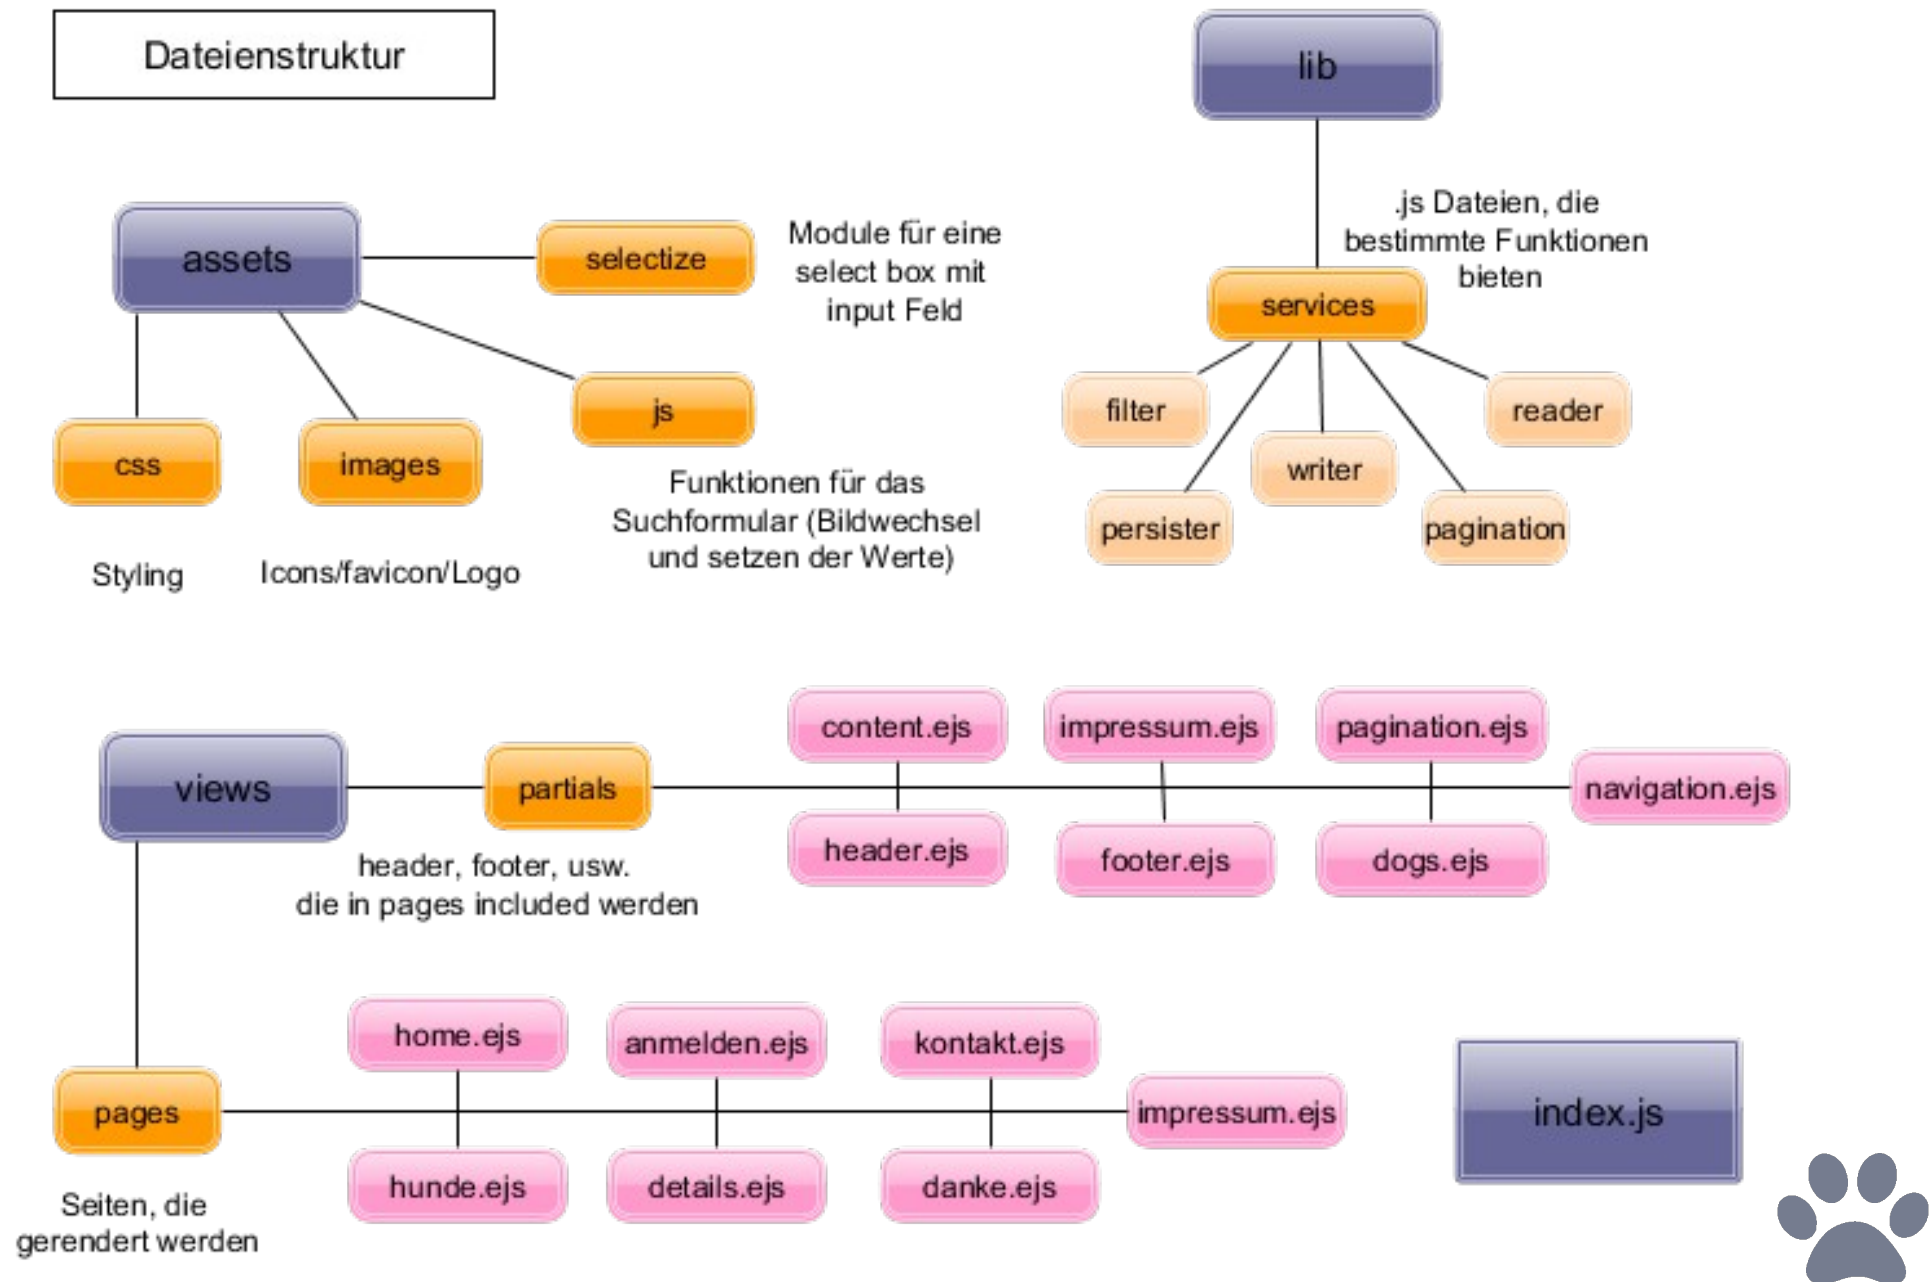 Dateienstruktur
lib
.js Dateien, die
bestimmte Funktionen
bieten
services
filter
reader
writer
persister
pagination
assets
selectize
Module für eine
select box mit
input Feld
js
css
images
Funktionen für das
Suchformular (Bildwechsel
und setzen der Werte)
Styling
Icons/favicon/Logo
views
partials
content.ejs
impressum.ejs
pagination.ejs
navigation.ejs
header.ejs
footer.ejs
dogs.ejs
header, footer, usw.
die in pages included werden
home.ejs
anmelden.ejs
kontakt.ejs
pages
impressum.ejs
hunde.ejs
details.ejs
danke.ejs
Seiten, die
gerendert werden
index.js